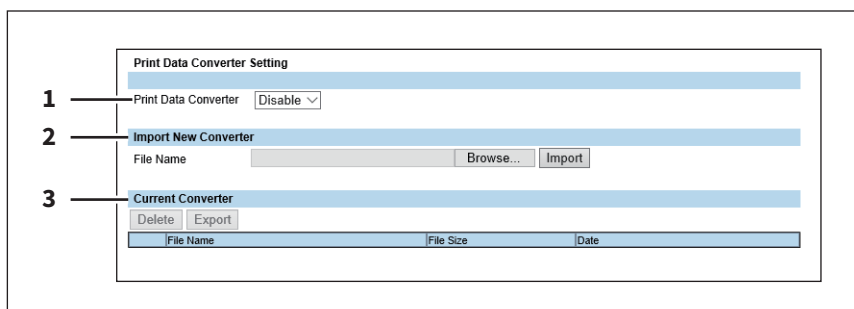 Print Data Converter Setting
1 Print Data Converter Disable
2 Import New Converter
File Name Browse... Import
3 Current Converter
Delete Export
File Name File Size Date